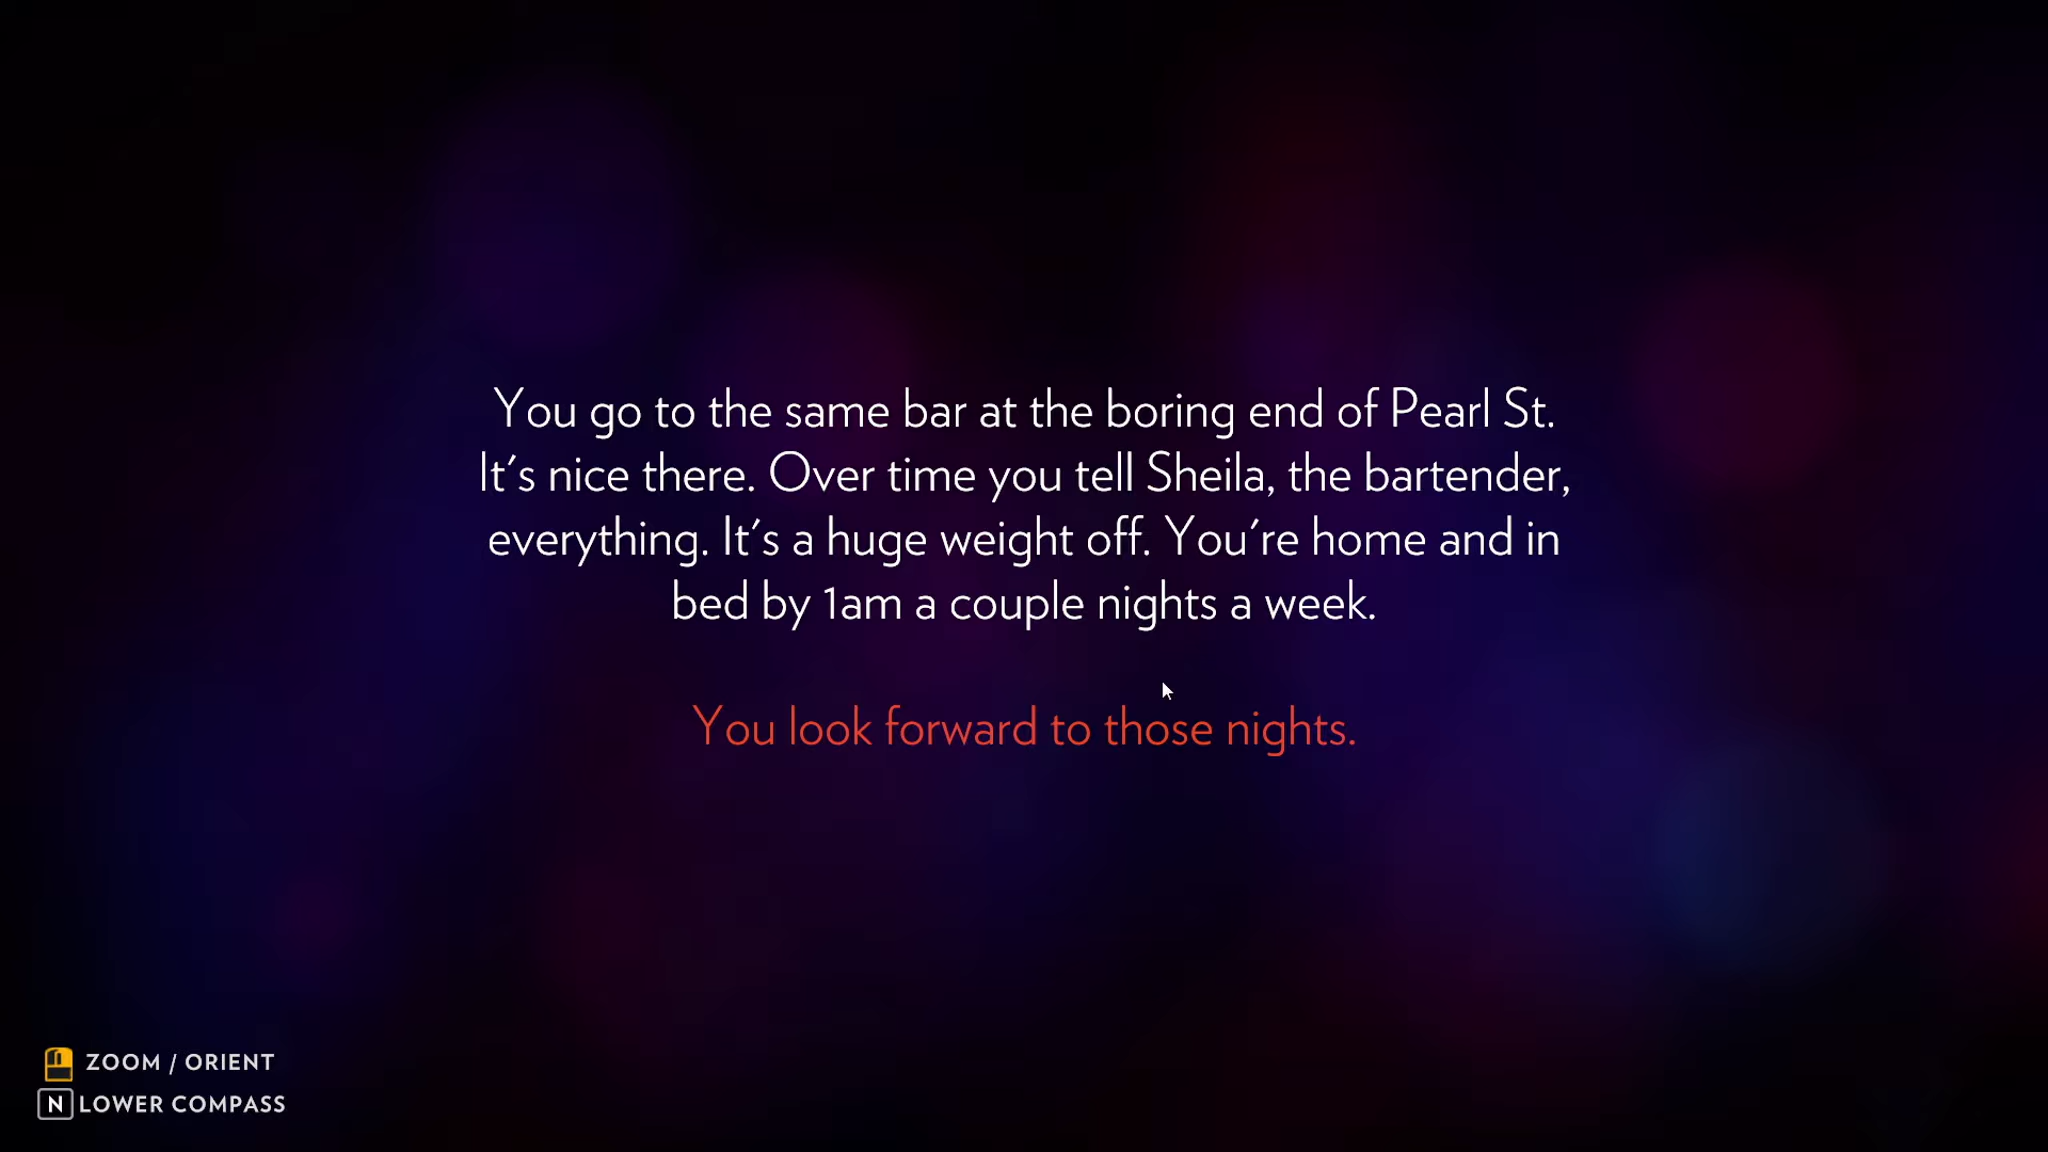 You go to the same bar at the boring end of Pearl St.
It's nice there. Over time you tell Sheila, the bartender,
everything. It's a huge weight off. You're home and in
bed by 1am a couple nights a week.
You look forward to those nights.
ZOOM / ORIENT
N LOWER COMPASS